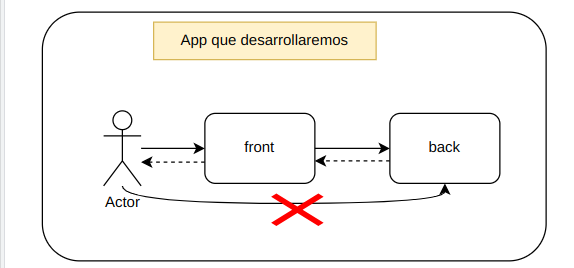 App que desarrollaremos
front
back
Actor